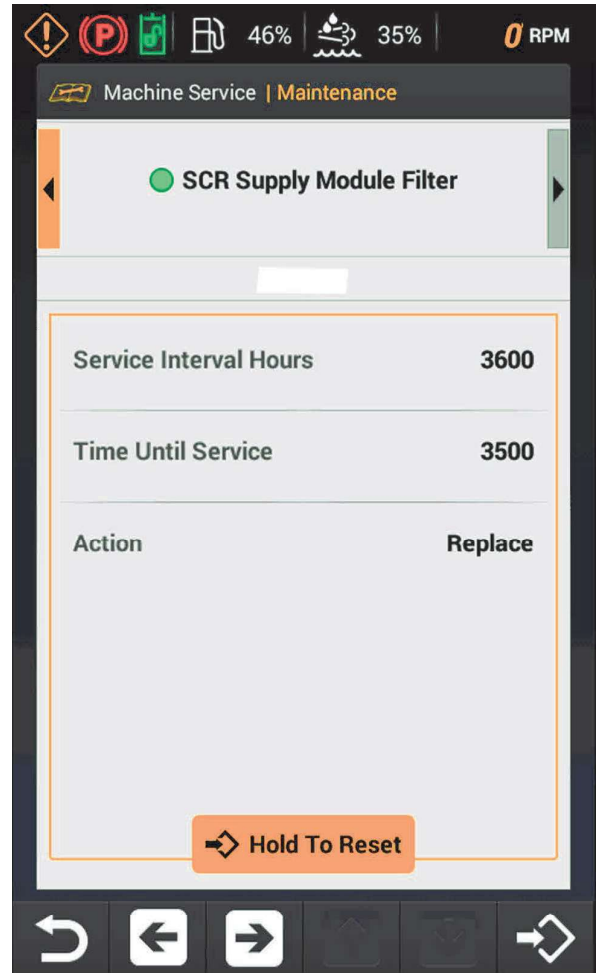 P 46% 35% 0 RPM
Machine Service | Maintenance
SCR Supply Module Filter
Service Interval Hours 3600
Time Until Service 3500
Action Replace
Hold To Reset